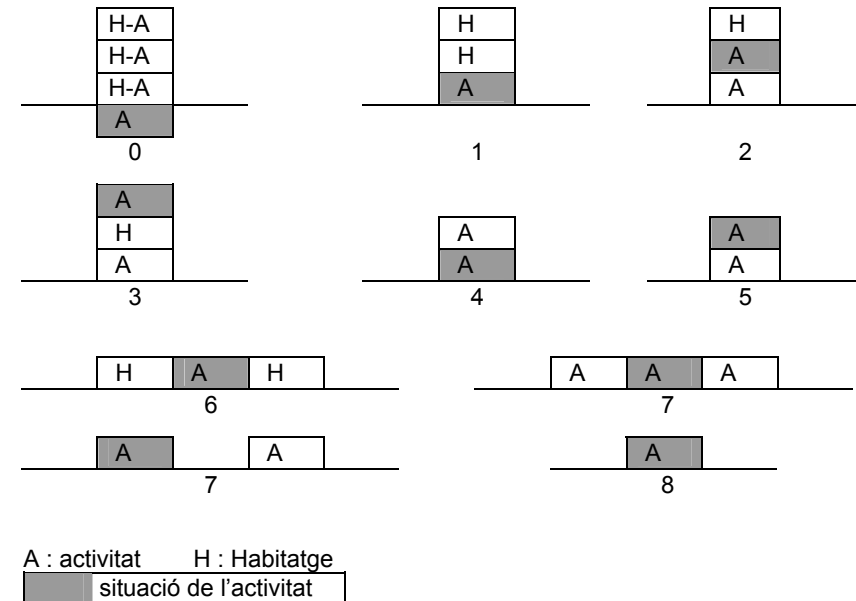 H-A H H
H-A H A
H-A A A
A
0 1 2
A
H A A
A A A
3 4 5
H A H A A A
6 7
A A A
7 8
A : activitat H : Habitatge
situació de l'activitat